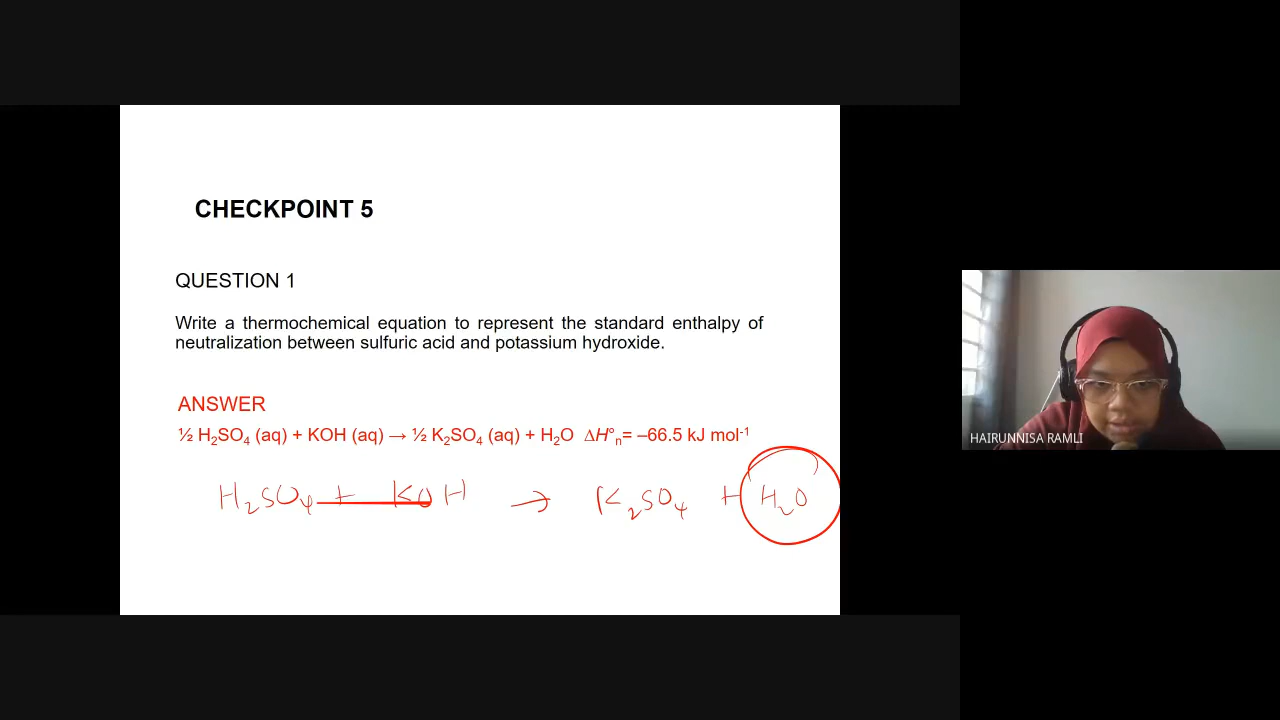 CHECKPOINT 5
QUESTION 1
Write a thermochemical equation to represent the standard enthalpy of
neutralization between sulfuric acid and potassium hydroxide.
ANSWER
½ H₂SO₄ (aq) + KOH (aq) → ½ K₂SO₄ (aq) + H₂O ΔH°ₙ= –66.5 kJ mol⁻¹
H₂SO₄ + KOH → K₂SO₄ + H₂O
HAIRUNNISA RAMLI